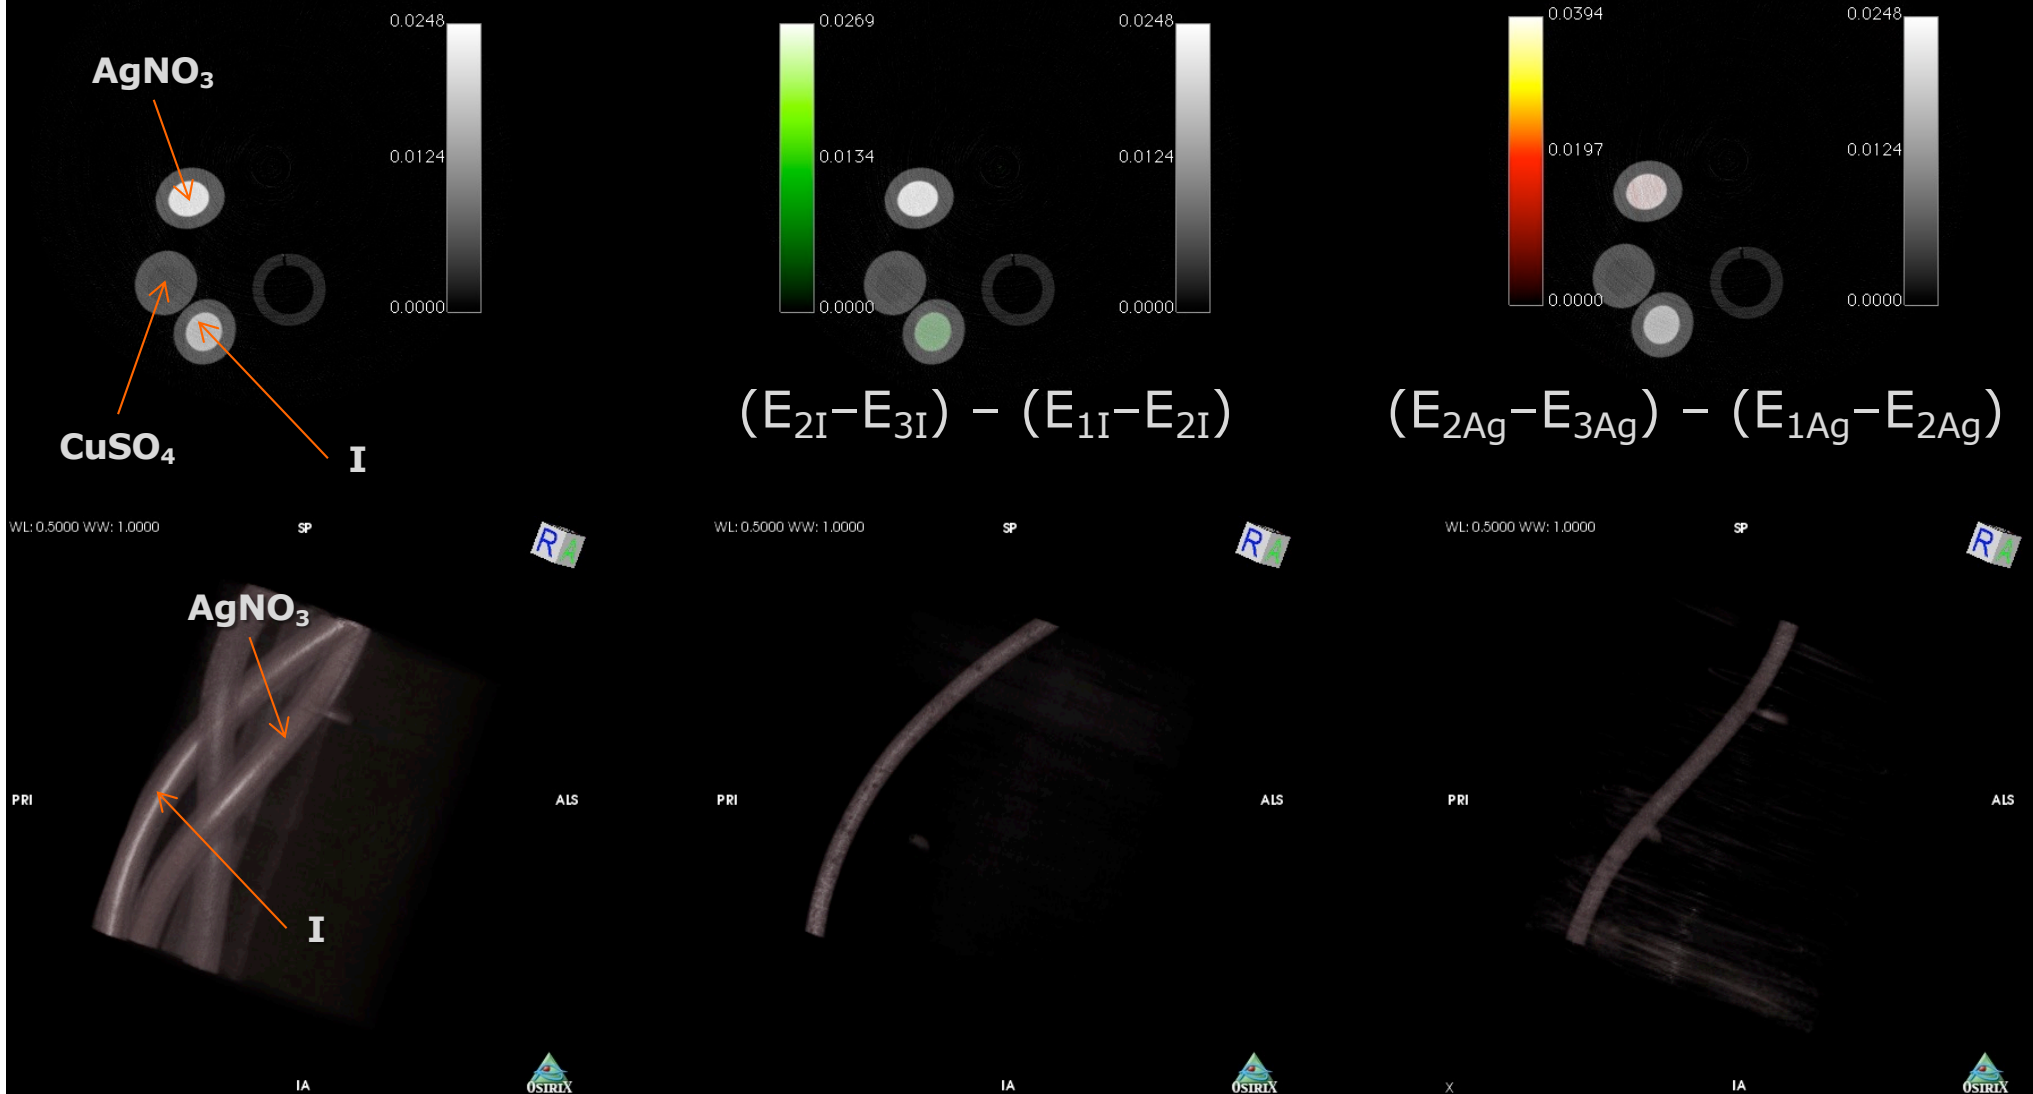 0.0248
0.0124
0.0000
AgNO₃
CuSO₄
I
0.0269
0.0134
0.0000
0.0248
0.0124
0.0000
(E₂I–E₃I) – (E₁I–E₂I)
0.0394
0.0197
0.0000
0.0248
0.0124
0.0000
(E₂Ag–E₃Ag) – (E₁Ag–E₂Ag)
WL: 0.5000 WW: 1.0000
SP
R A
AgNO₃
PRI
ALS
I
IA
OSIRIX
WL: 0.5000 WW: 1.0000
SP
R A
PRI
ALS
IA
OSIRIX
WL: 0.5000 WW: 1.0000
SP
R A
PRI
ALS
X
IA
OSIRIX